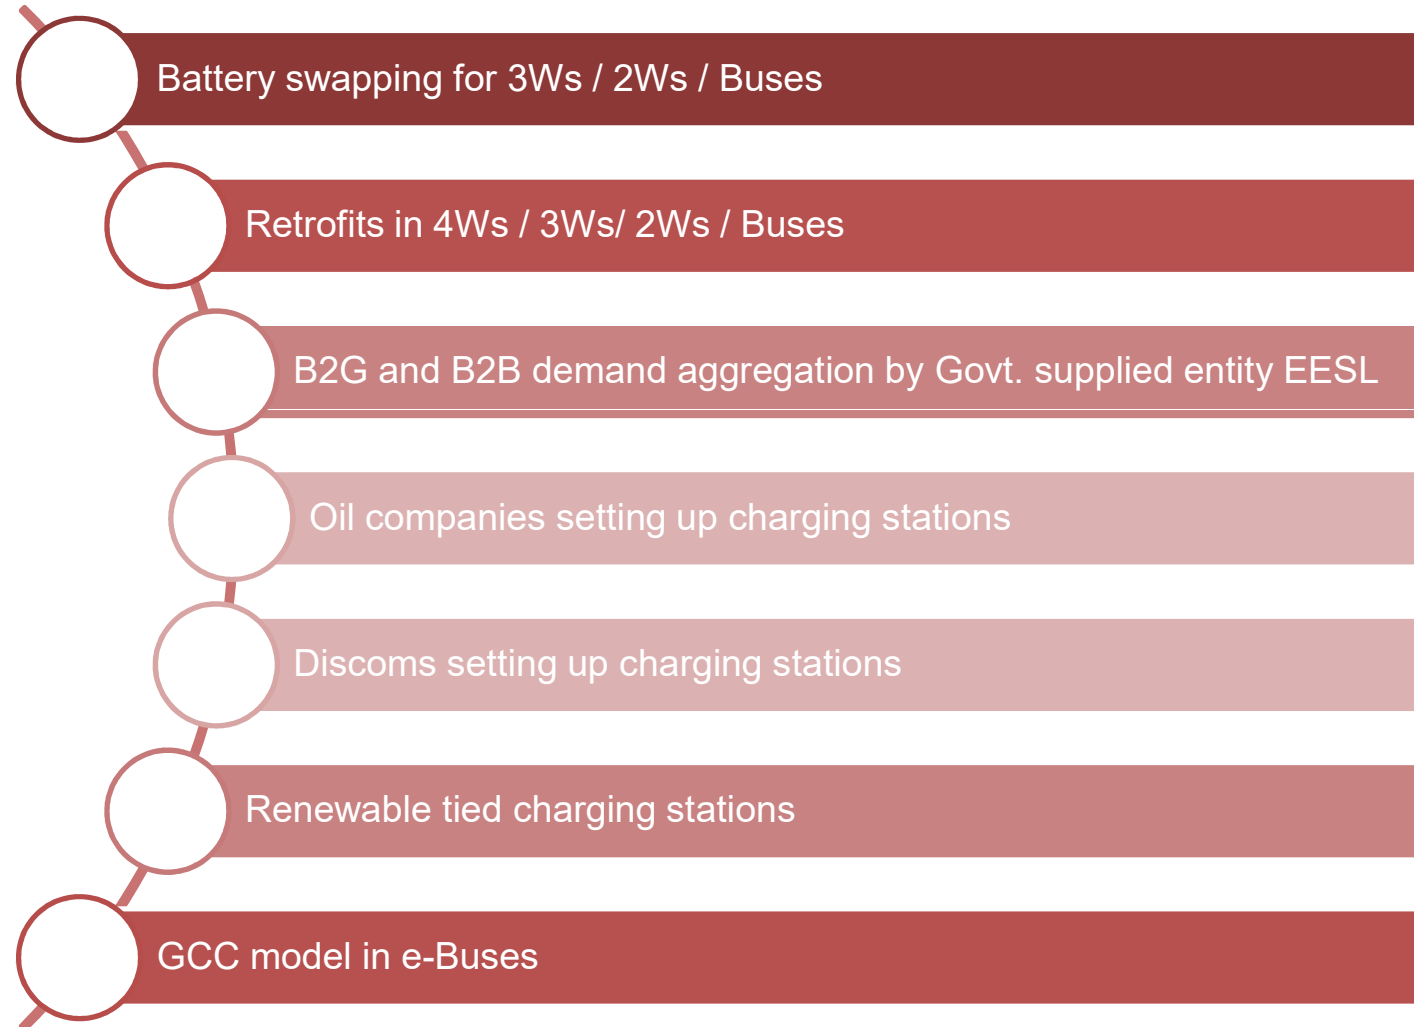 Battery swapping for 3Ws / 2Ws / Buses
Retrofits in 4Ws / 3Ws/ 2Ws / Buses
B2G and B2B demand aggregation by Govt. supplied entity EESL
Oil companies setting up charging stations
Discoms setting up charging stations
Renewable tied charging stations
GCC model in e-Buses